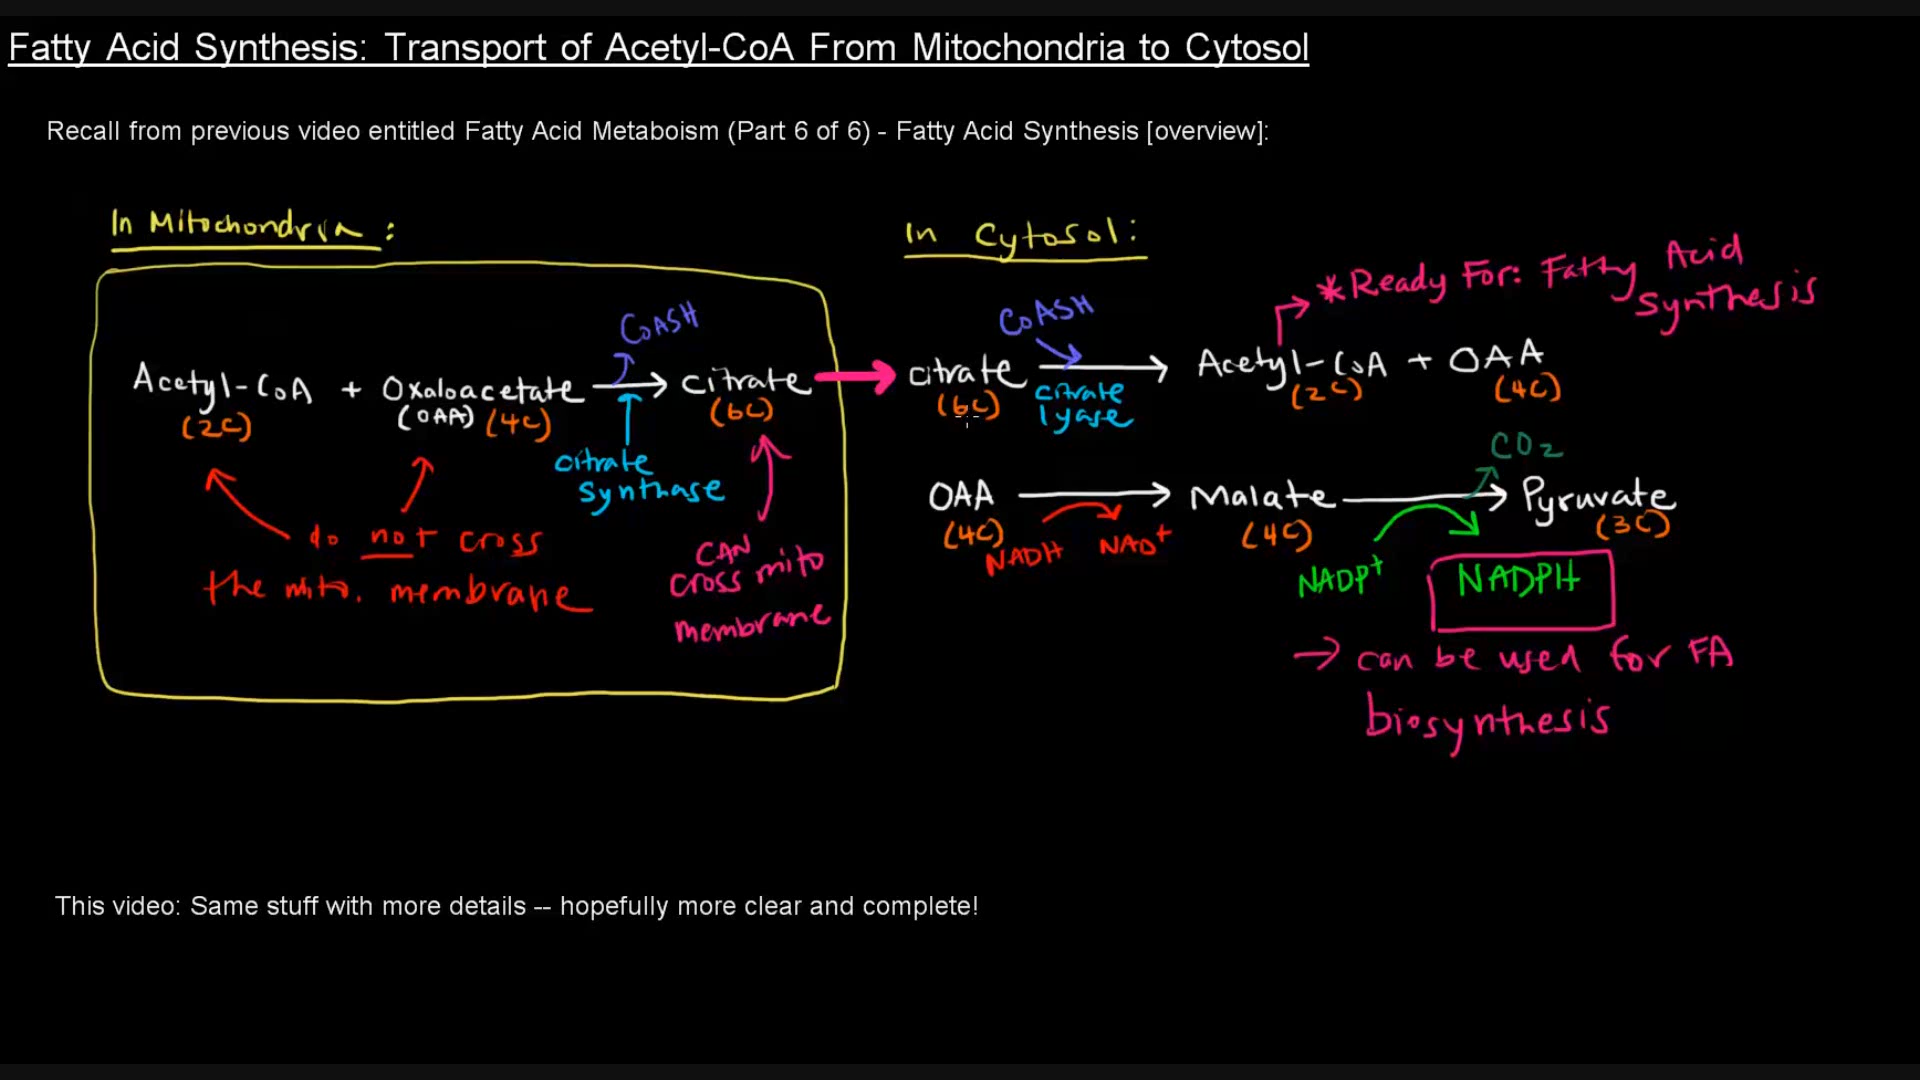 Fatty Acid Synthesis: Transport of Acetyl-CoA From Mitochondria to Cytosol
Recall from previous video entitled Fatty Acid Metaboism (Part 6 of 6) - Fatty Acid Synthesis [overview]:
In Mitochondria :
CoASH
Acetyl-CoA + Oxaloacetate → citrate
(2C) (OAA) (4C) (6C)
citrate
synthase
do not cross
the mito. membrane
CAN
cross mito
membrane
In Cytosol:
*Ready For: Fatty Acid
Synthesis
CoASH
citrate → Acetyl-CoA + OAA
(6C) citrate (2C) (4C)
lyase
CO2
OAA → Malate → Pyruvate
(4C) (4C) (3C)
NADH NAD+
NADP+ NADPH
→ can be used for FA
biosynthesis
This video: Same stuff with more details -- hopefully more clear and complete!